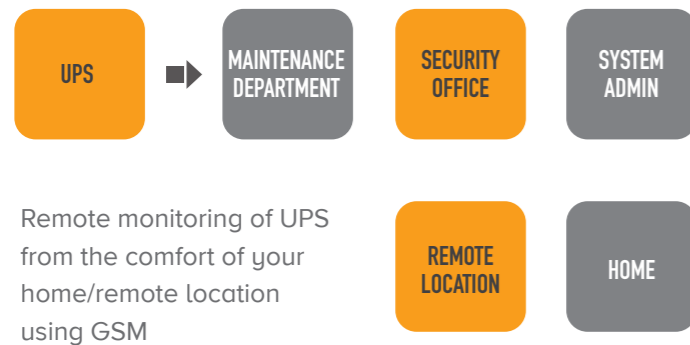 UPS
MAINTENANCE
DEPARTMENT
SECURITY
OFFICE
SYSTEM
ADMIN
Remote monitoring of UPS
from the comfort of your
home/remote location
using GSM
REMOTE
LOCATION
HOME